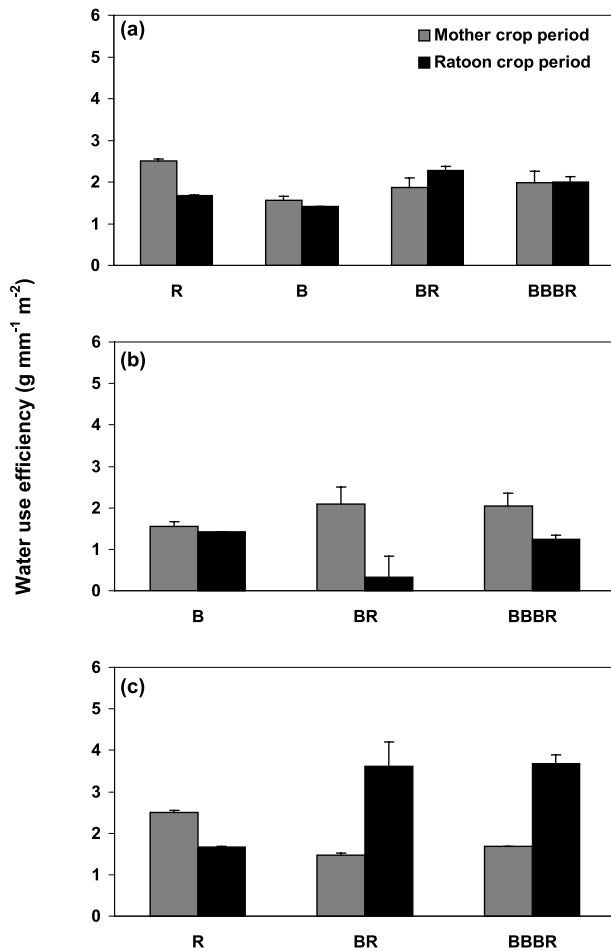 (a)
Mother crop period
Ratoon crop period
6
5
4
3
2
1
0
R B BR BBBR
Water use efficiency (g mm⁻¹ m⁻²)
(b)
6
5
4
3
2
1
0
B BR BBBR
(c)
6
5
4
3
2
1
0
R BR BBBR